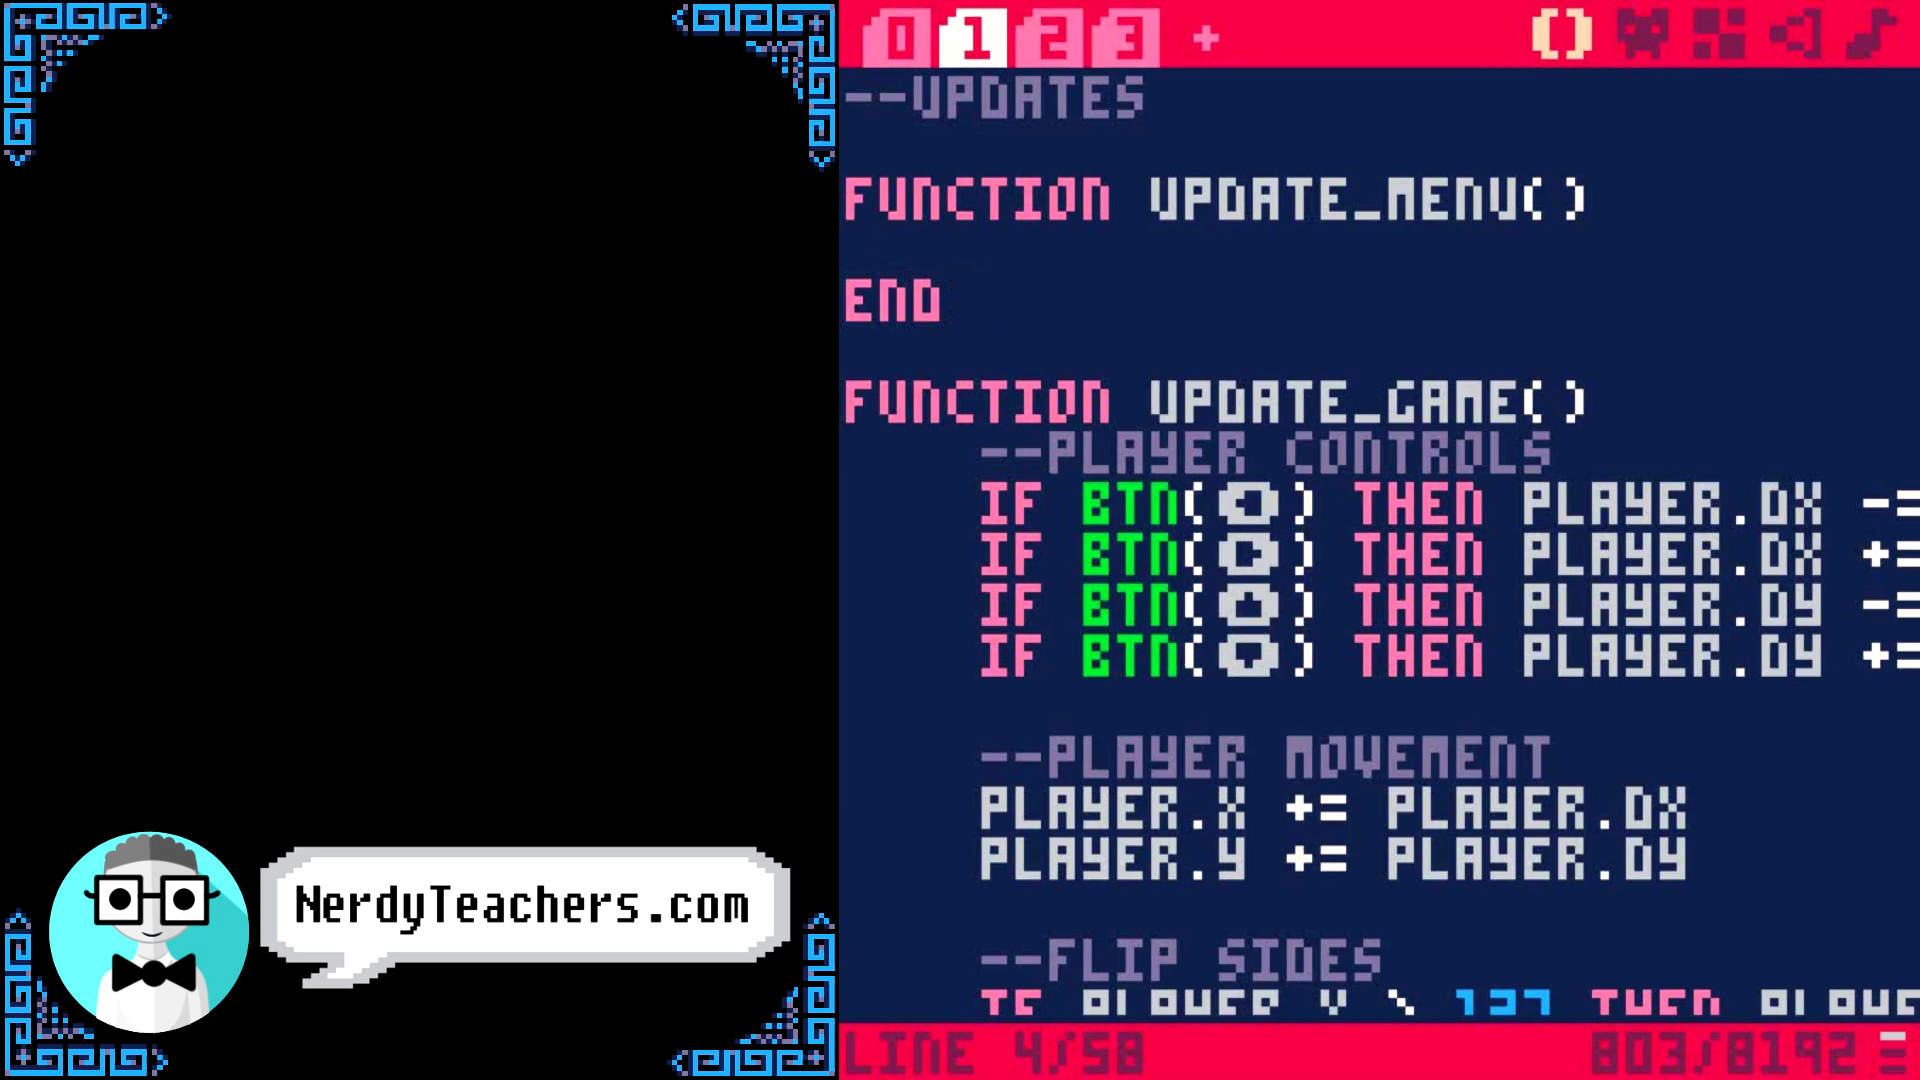 0 1 2 3 +
--UPDATES
FUNCTION UPDATE_MENU()
END
FUNCTION UPDATE_GAME()
--PLAYER CONTROLS
IF BTN(⬅️) THEN PLAYER.DX -=
IF BTN(➡️) THEN PLAYER.DX +=
IF BTN(⬆️) THEN PLAYER.DY -=
IF BTN(⬇️) THEN PLAYER.DY +=
--PLAYER MOVEMENT
PLAYER.X += PLAYER.DX
PLAYER.Y += PLAYER.DY
--FLIP SIDES
IF THEN
LINE 4/58
803/8192
NerdyTeachers.com